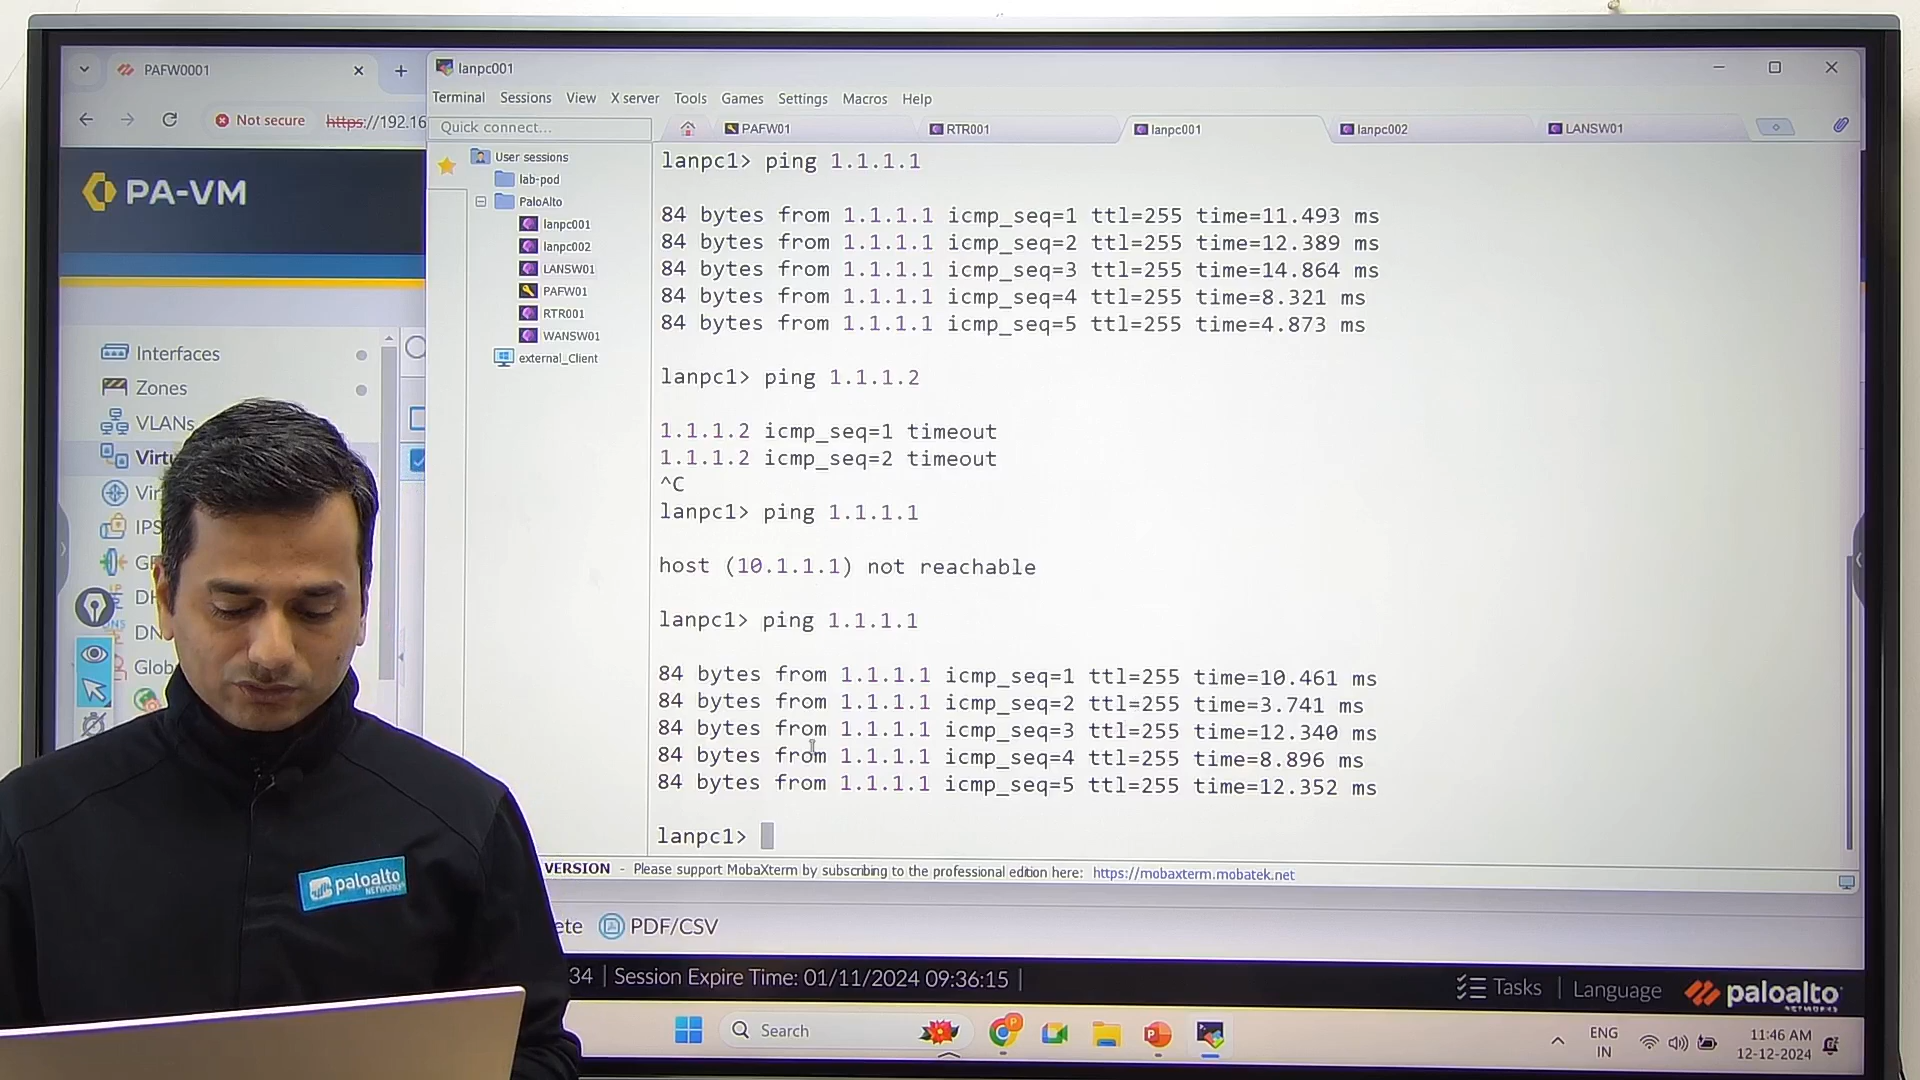 PAFW0001
Not secure https://192.16
PA-VM
Interfaces
Zones
VLANs
Virtu
Vir
IPS
DH
DN
Glob
lanpc001
Terminal Sessions View X server Tools Games Settings Macros Help
Quick connect...
PAFW01 RTR001 lanpc001 lanpc002 LANSW01
User sessions
lab-pod
PaloAlto
lanpc001
lanpc002
LANSW01
PAFW01
RTR001
WANSW01
external_Client
lanpc1> ping 1.1.1.1
84 bytes from 1.1.1.1 icmp_seq=1 ttl=255 time=11.493 ms
84 bytes from 1.1.1.1 icmp_seq=2 ttl=255 time=12.389 ms
84 bytes from 1.1.1.1 icmp_seq=3 ttl=255 time=14.864 ms
84 bytes from 1.1.1.1 icmp_seq=4 ttl=255 time=8.321 ms
84 bytes from 1.1.1.1 icmp_seq=5 ttl=255 time=4.873 ms
lanpc1> ping 1.1.1.2
1.1.1.2 icmp_seq=1 timeout
1.1.1.2 icmp_seq=2 timeout
^C
lanpc1> ping 1.1.1.1
host (10.1.1.1) not reachable
lanpc1> ping 1.1.1.1
84 bytes from 1.1.1.1 icmp_seq=1 ttl=255 time=10.461 ms
84 bytes from 1.1.1.1 icmp_seq=2 ttl=255 time=3.741 ms
84 bytes from 1.1.1.1 icmp_seq=3 ttl=255 time=12.340 ms
84 bytes from 1.1.1.1 icmp_seq=4 ttl=255 time=8.896 ms
84 bytes from 1.1.1.1 icmp_seq=5 ttl=255 time=12.352 ms
lanpc1>
VERSION - Please support MobaXterm by subscribing to the professional edition here: https://mobaxterm.mobatek.net
ete PDF/CSV
34 | Session Expire Time: 01/11/2024 09:36:15 |
Tasks | Language paloalto NETWORKS
paloalto
NETWORKS
Search
ENG
IN
11:46 AM
12-12-2024